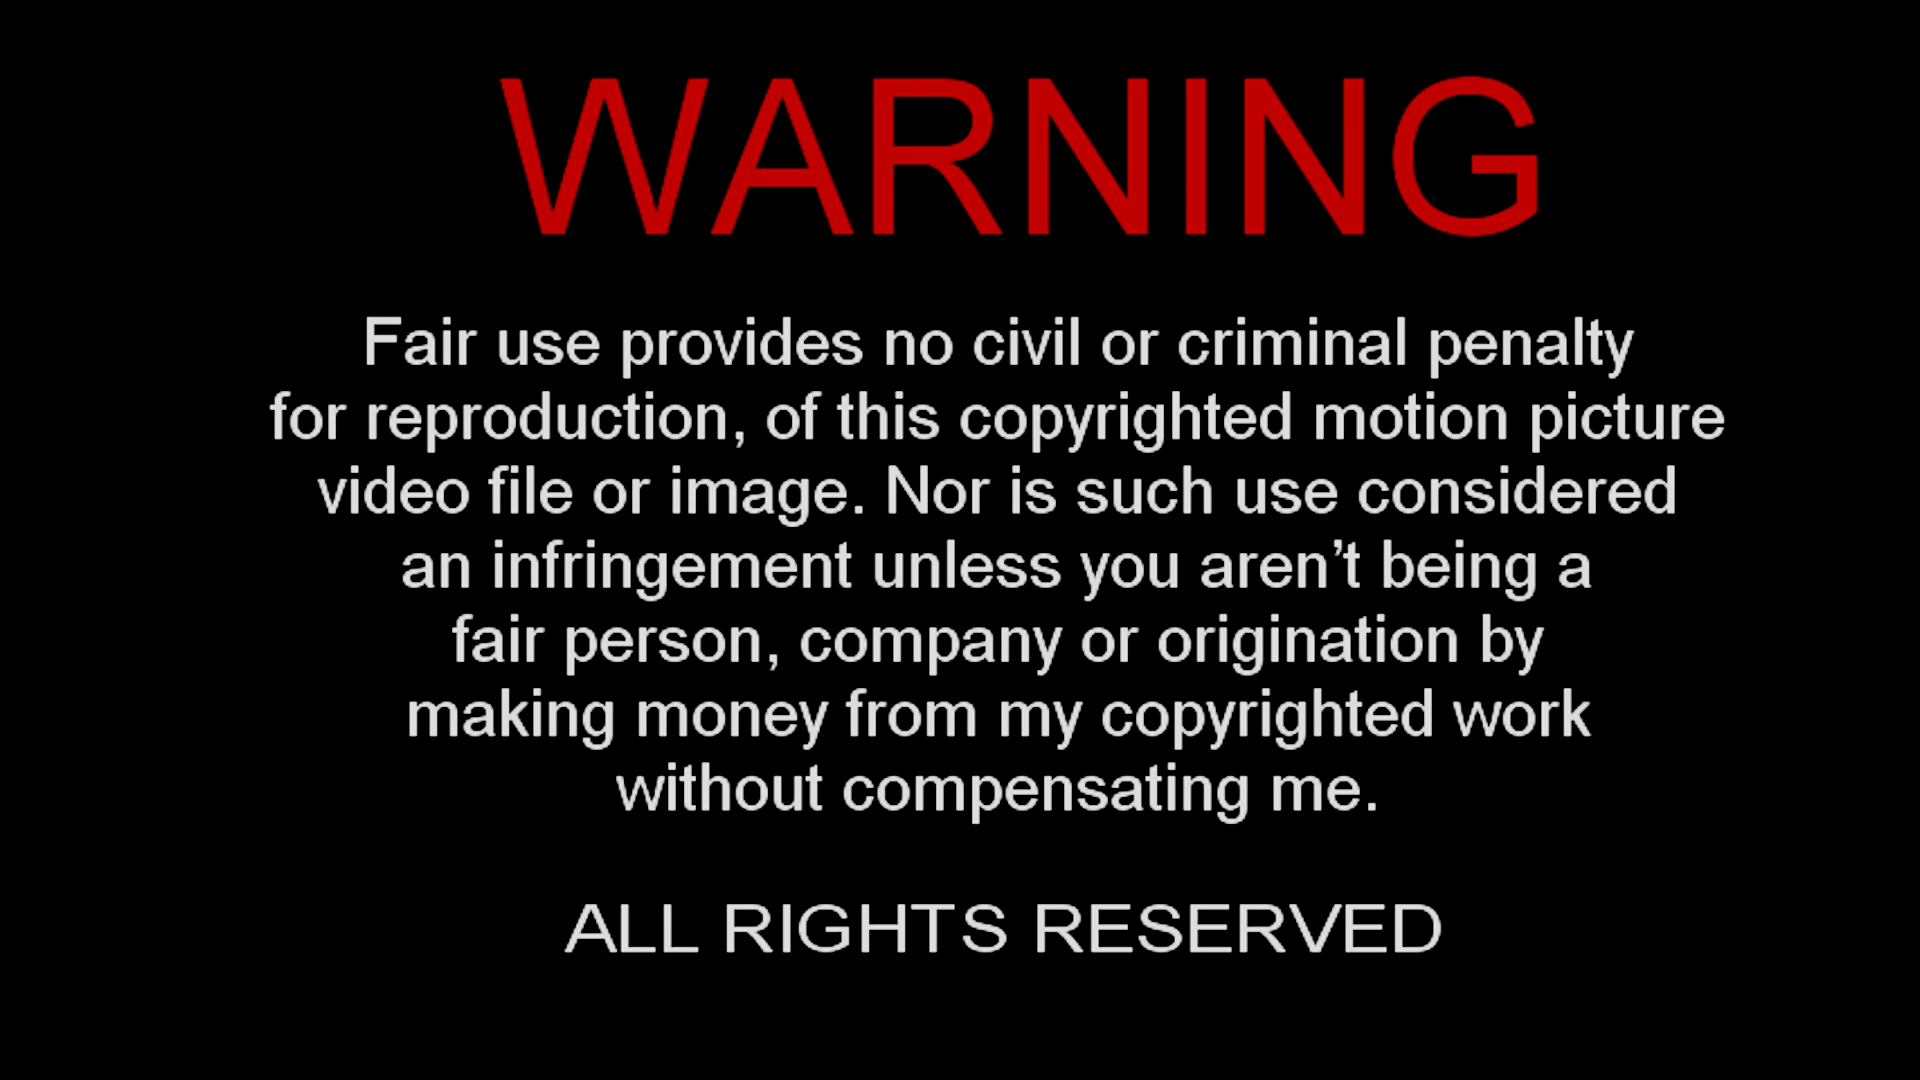 WARNING
Fair use provides no civil or criminal penalty
for reproduction, of this copyrighted motion picture
video file or image. Nor is such use considered
an infringement unless you aren’t being a
fair person, company or origination by
making money from my copyrighted work
without compensating me.
ALL RIGHTS RESERVED